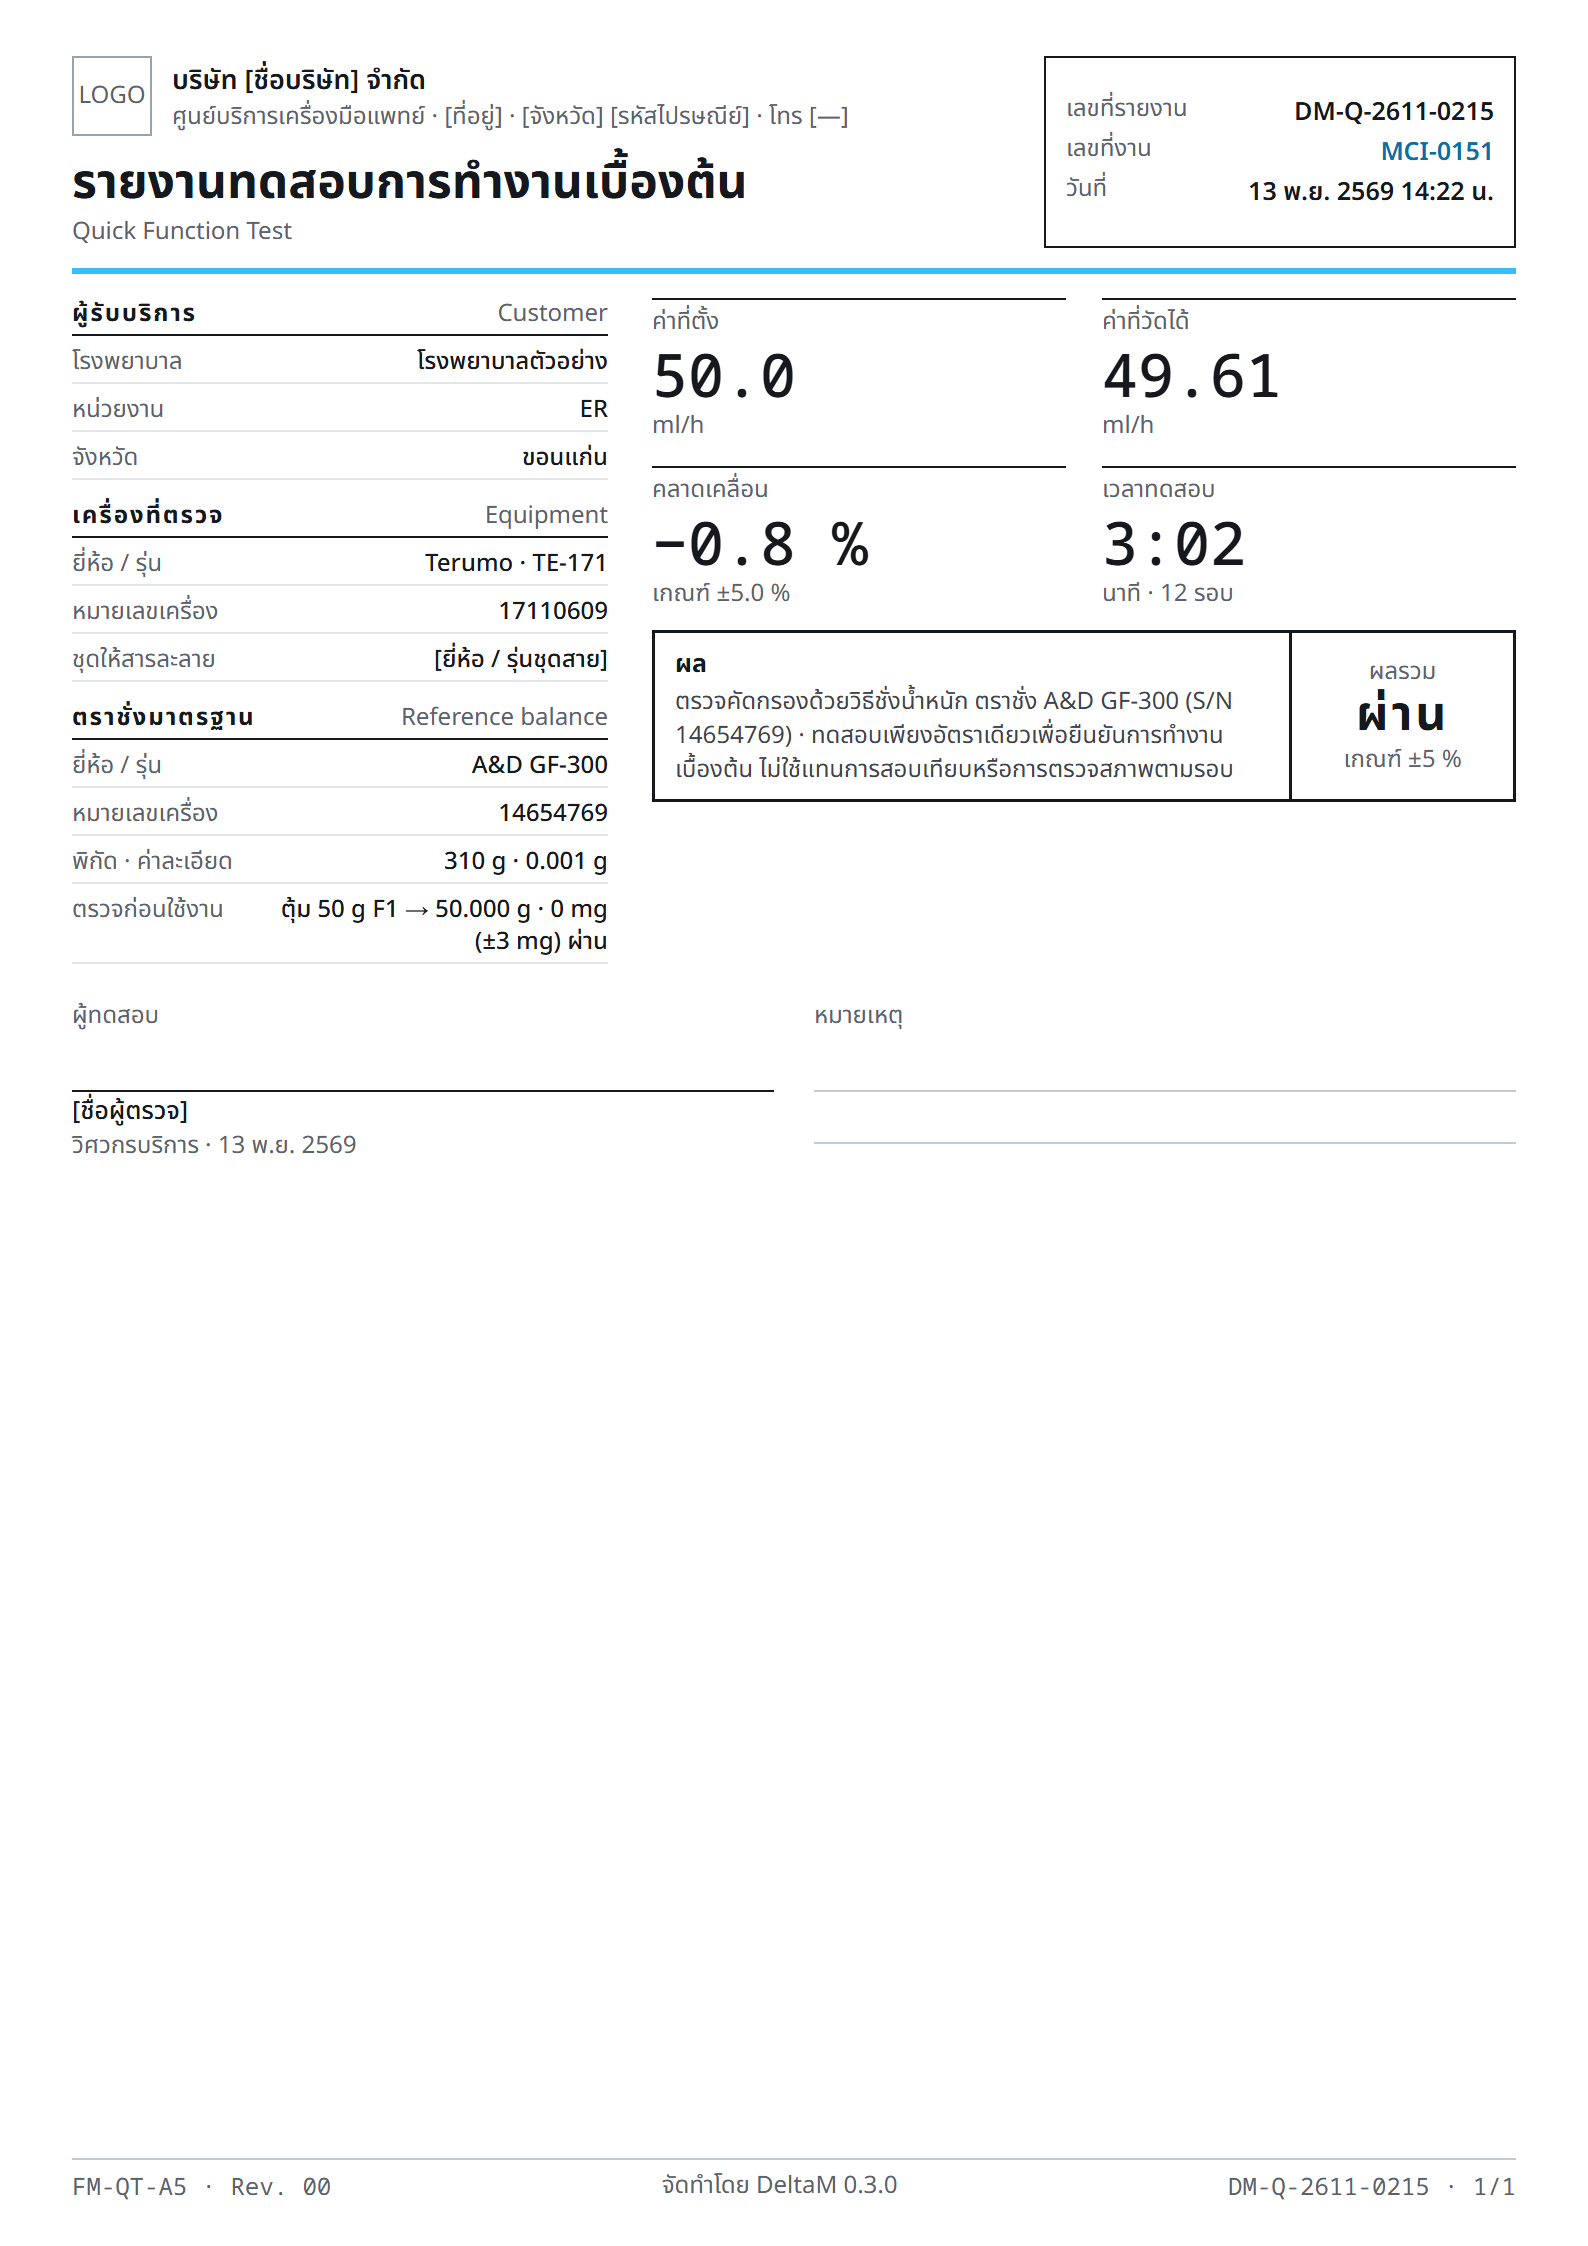 LOGO
บริษัท [ชื่อบริษัท] จำกัด
ศูนย์บริการเครื่องมือแพทย์ · [ที่อยู่] · [จังหวัด] [รหัสไปรษณีย์] · โทร [—]
รายงานทดสอบการทำงานเบื้องต้น
Quick Function Test
เลขที่รายงาน DM-Q-2611-0215
เลขที่งาน MCI-0151
วันที่ 13 พ.ย. 2569 14:22 น.
ผู้รับบริการ Customer
โรงพยาบาล โรงพยาบาลตัวอย่าง
หน่วยงาน ER
จังหวัด ขอนแก่น
เครื่องที่ตรวจ Equipment
ยี่ห้อ / รุ่น Terumo · TE-171
หมายเลขเครื่อง 17110609
ชุดให้สารละลาย [ยี่ห้อ / รุ่นชุดสาย]
ตราชั่งมาตรฐาน Reference balance
ยี่ห้อ / รุ่น A&D GF-300
หมายเลขเครื่อง 14654769
พิกัด · ค่าละเอียด 310 g · 0.001 g
ตรวจก่อนใช้งาน ตุ้ม 50 g F1 → 50.000 g · 0 mg
(±3 mg) ผ่าน
ค่าที่ตั้ง
50.0
ml/h
ค่าที่วัดได้
49.61
ml/h
คลาดเคลื่อน
−0.8 %
เกณฑ์ ±5.0 %
เวลาทดสอบ
3:02
นาที · 12 รอบ
ผล
ตรวจคัดกรองด้วยวิธีชั่งน้ำหนัก ตราชั่ง A&D GF-300 (S/N
14654769) · ทดสอบเพียงอัตราเดียวเพื่อยืนยันการทำงาน
เบื้องต้น ไม่ใช้แทนการสอบเทียบหรือการตรวจสภาพตามรอบ
ผลรวม
ผ่าน
เกณฑ์ ±5 %
ผู้ทดสอบ
[ชื่อผู้ตรวจ]
วิศวกรบริการ · 13 พ.ย. 2569
หมายเหตุ
FM-QT-A5 · Rev. 00
จัดทำโดย DeltaM 0.3.0
DM-Q-2611-0215 · 1/1